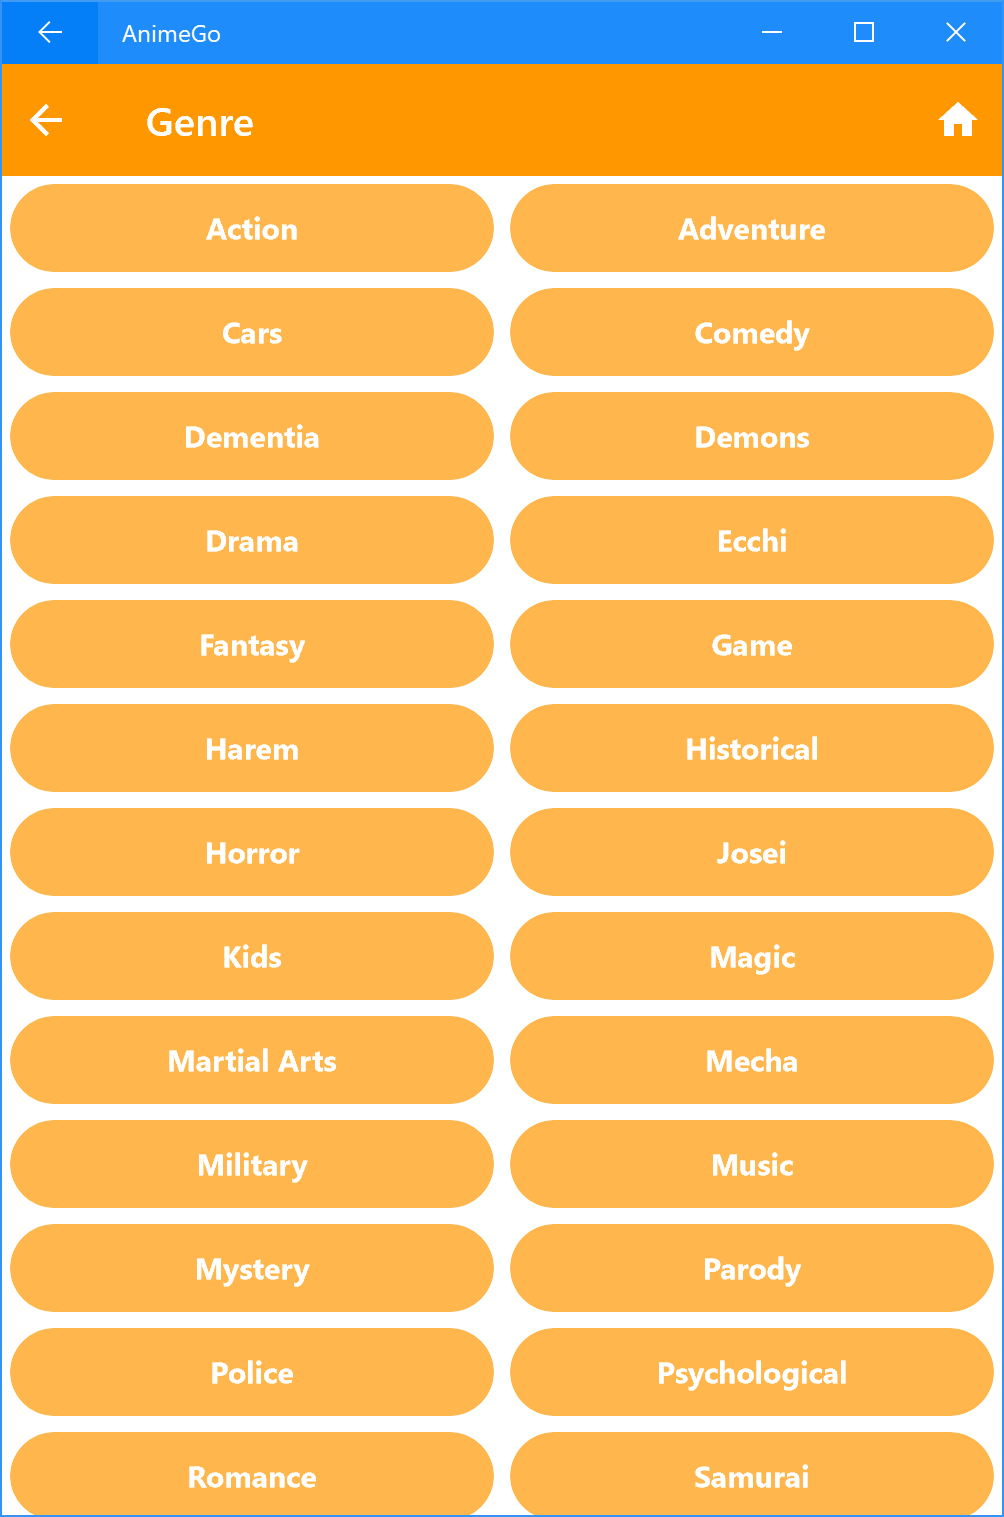 AnimeGo
Genre
Action
Adventure
Cars
Comedy
Dementia
Demons
Drama
Ecchi
Fantasy
Game
Harem
Historical
Horror
Josei
Kids
Magic
Martial Arts
Mecha
Military
Music
Mystery
Parody
Police
Psychological
Romance
Samurai